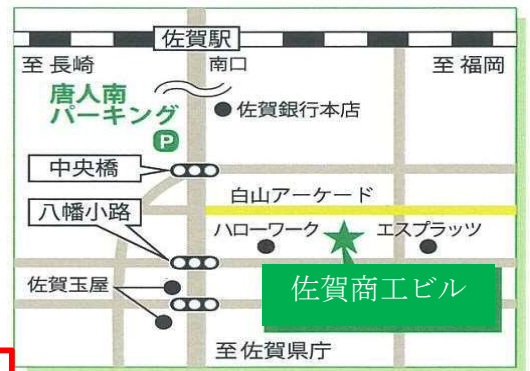 佐賀駅
至 長崎
南口
至 福岡
唐人南
パーキング
P
佐賀銀行本店
中央橋
白山アーケード
八幡小路
ハローワーク
エスプラッツ
佐賀商工ビル
佐賀玉屋
至 佐賀県庁